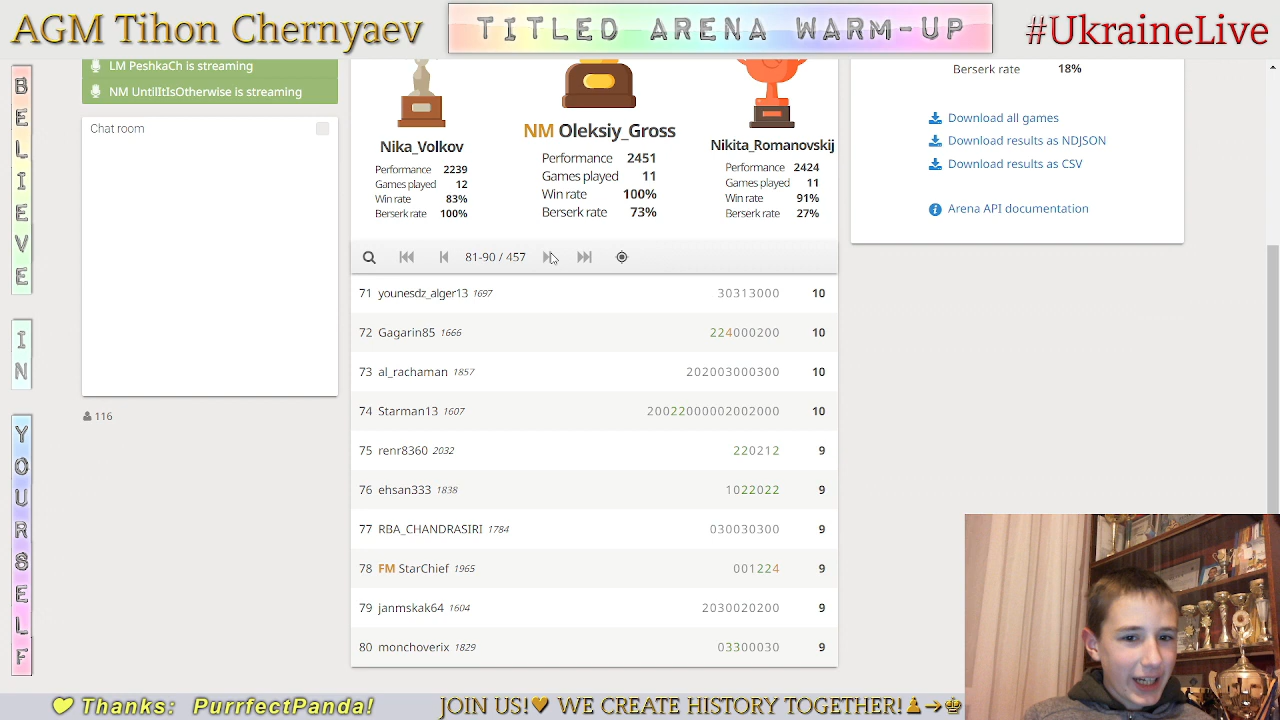 AGM Tihon Chernyaev
TITLED ARENA WARM-UP
#UkraineLive
BELIEVE
IN
YOURSELF
LM PeshkaCh is streaming
NM UntilItIsOtherwise is streaming
Chat room
116
Nika_Volkov
Performance 2239
Games played 12
Win rate 83%
Berserk rate 100%
NM Oleksiy_Gross
Performance 2451
Games played 11
Win rate 100%
Berserk rate 73%
Nikita_Romanovskij
Performance 2424
Games played 11
Win rate 91%
Berserk rate 27%
81-90 / 457
71 younesdz_alger13 1697 30313000 10
72 Gagarin85 1666 224000200 10
73 al_rachaman 1857 202003000300 10
74 Starman13 1607 20022000002002000 10
75 renr8360 2032 220212 9
76 ehsan333 1838 1022022 9
77 RBA_CHANDRASIRI 1784 030030300 9
78 FM StarChief 1965 001224 9
79 janmskak64 1604 2030020200 9
80 monchoverix 1829 03300030 9
Berserk rate 18%
Download all games
Download results as NDJSON
Download results as CSV
Arena API documentation
Thanks: PurrfectPanda!
JOIN US! WE CREATE HISTORY TOGETHER!